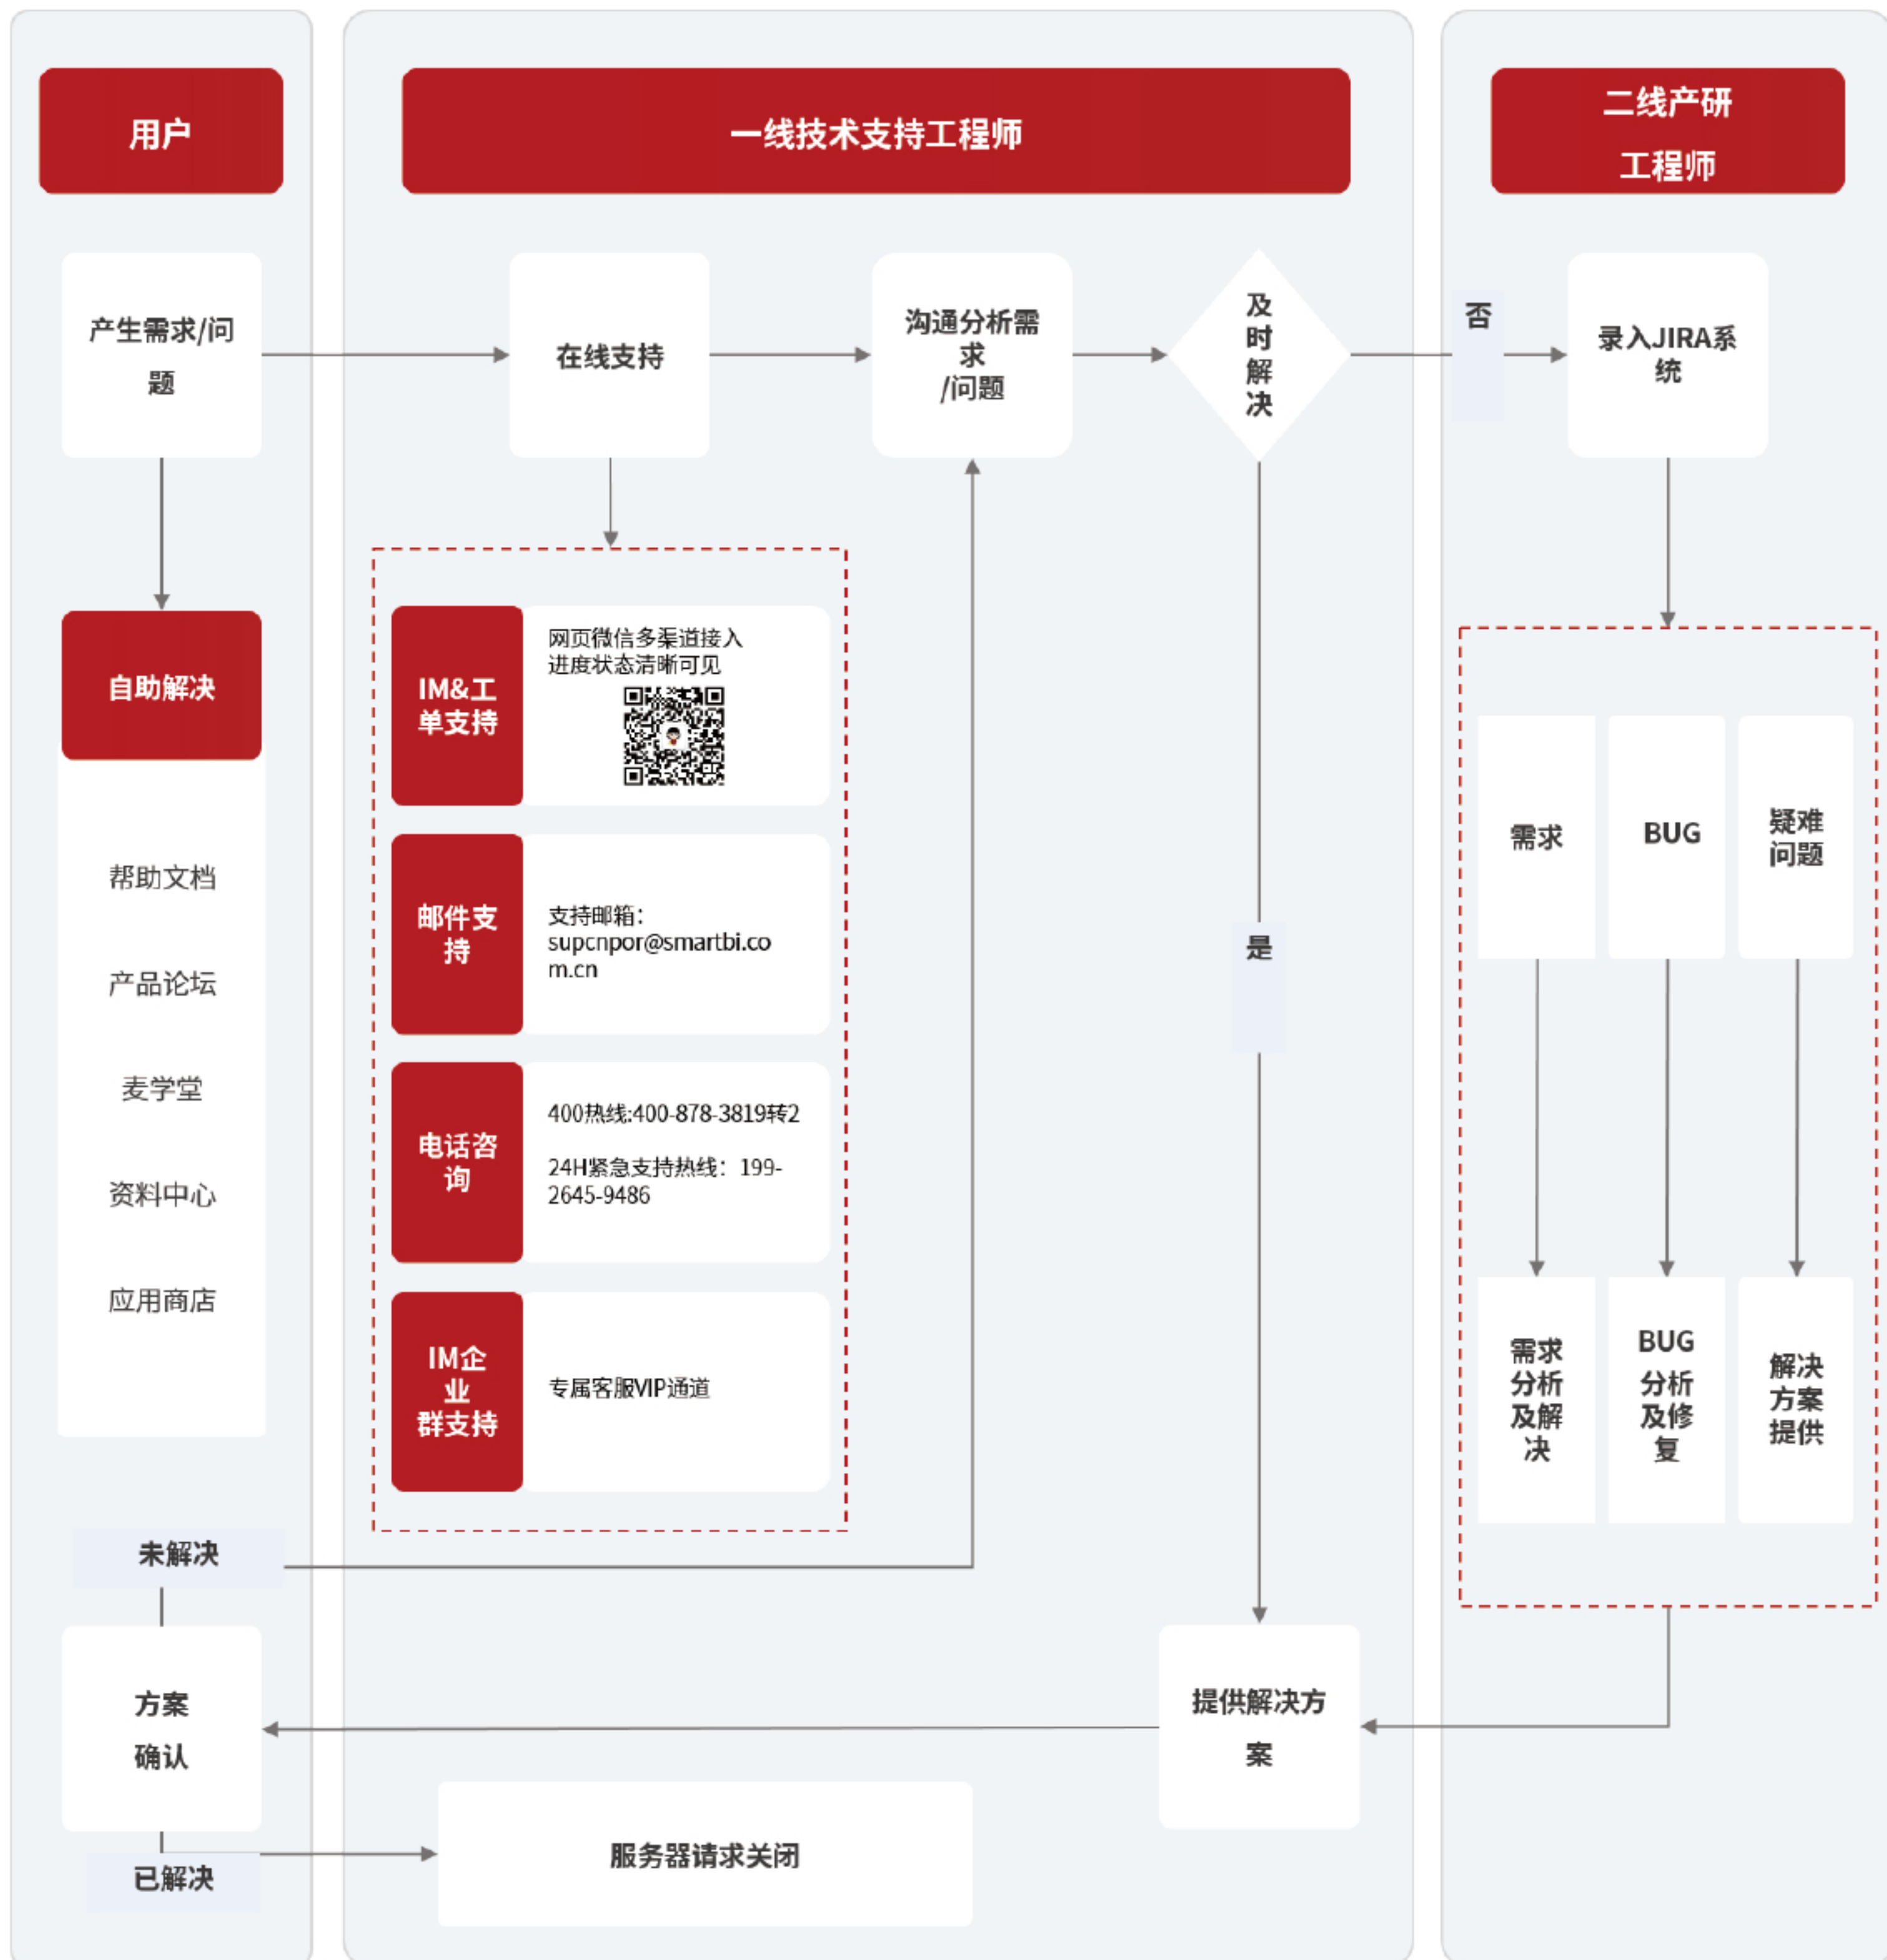 用户
一线技术支持工程师
二线产研
工程师
产生需求/问
题
在线支持
沟通分析需
求
/问题
及
时
解
决
否
录入JIRA系
统
自助解决
帮助文档
产品论坛
麦学堂
资料中心
应用商店
IM&工
单支持
网页微信多渠道接入
进度状态清晰可见
邮件支
持
支持邮箱：
supcnpor@smartbi.co
m.cn
电话咨
询
400热线:400-878-3819转2
24H紧急支持热线：199-
2645-9486
IM企
业
群支持
专属客服VIP通道
是
需求
BUG
疑难
问题
需求
分析
及解
决
BUG
分析
及修
复
解决
方案
提供
未解决
方案
确认
已解决
提供解决方
案
服务器请求关闭